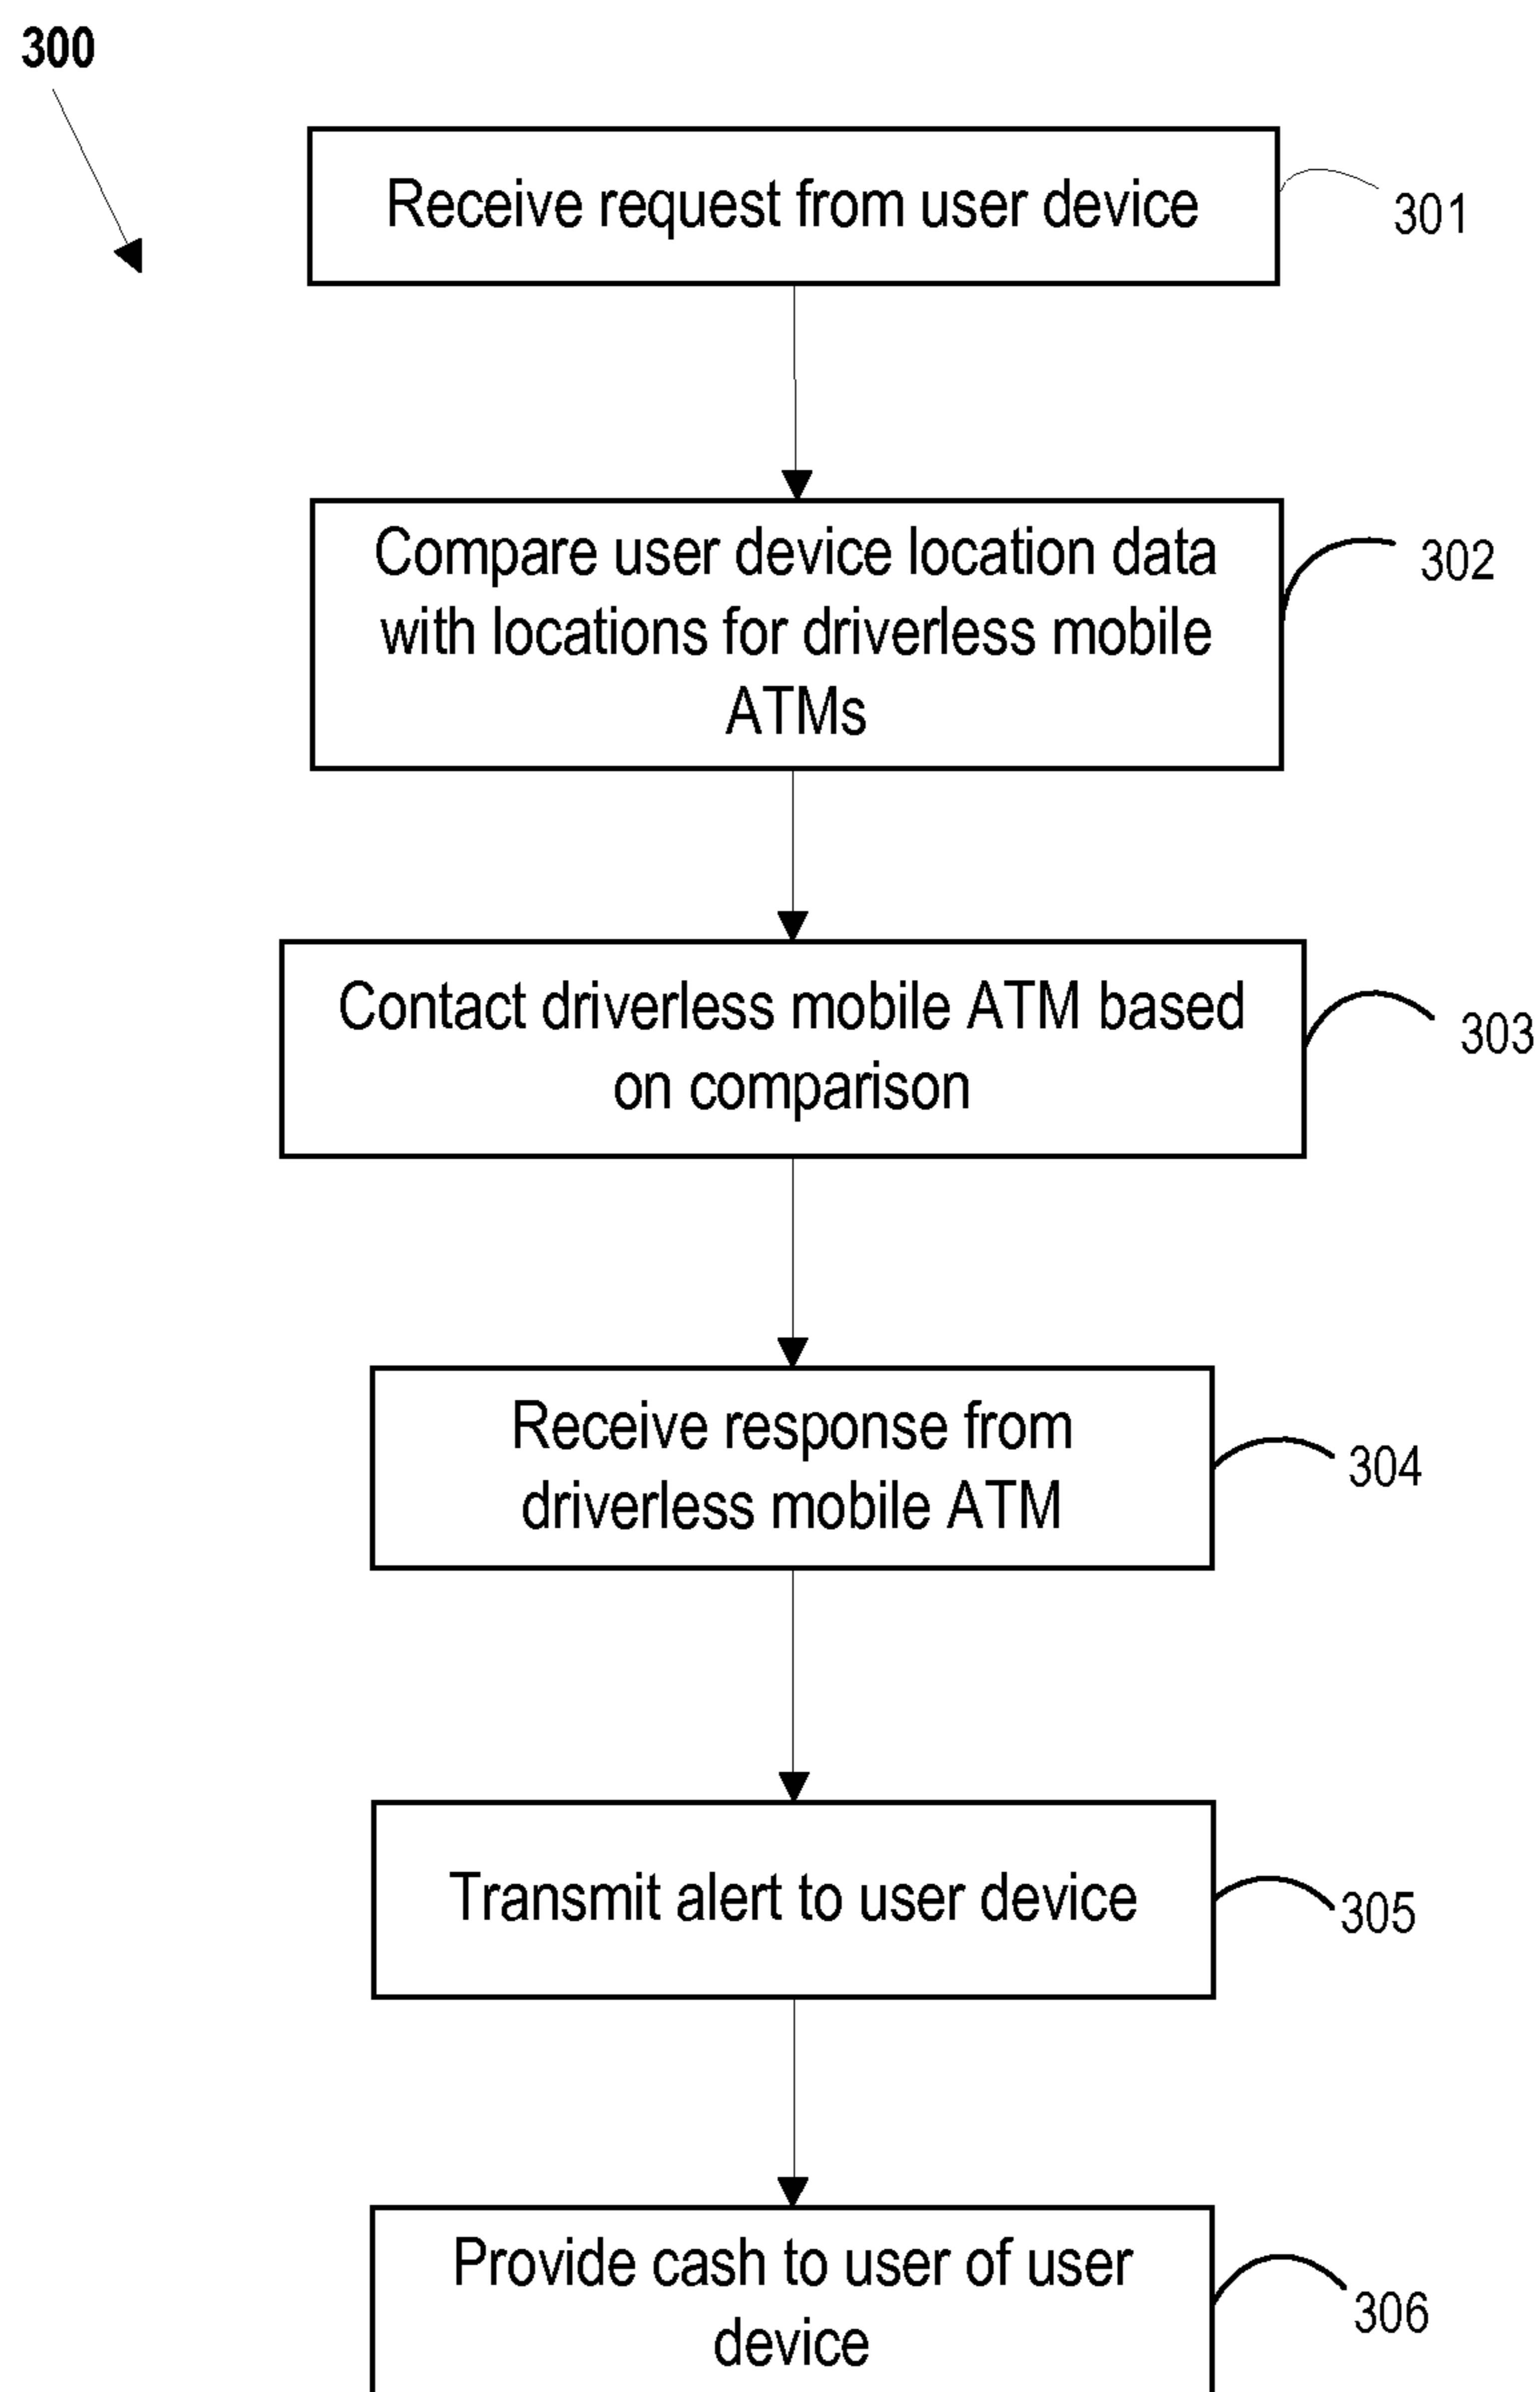 300
Receive request from user device
301
Compare user device location data
with locations for driverless mobile
ATMs
302
Contact driverless mobile ATM based
on comparison
303
Receive response from
driverless mobile ATM
304
Transmit alert to user device
305
Provide cash to user of user
device
306